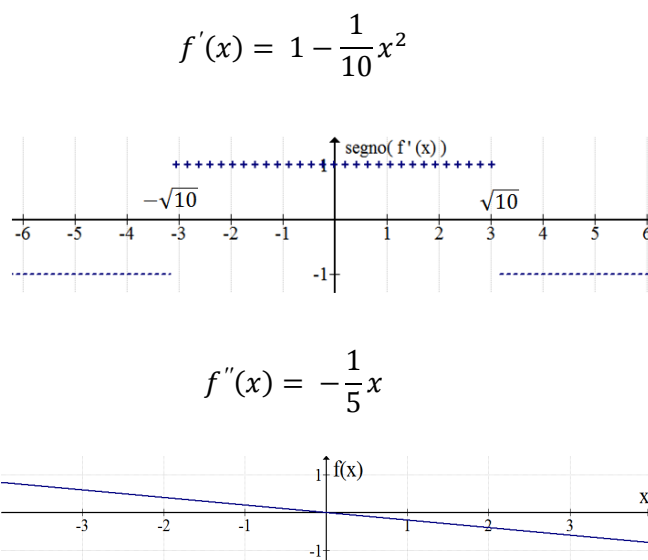 f′(x) = 1 − 1/10 x²
segno( f ' (x) )
1
−√10 √10
-6 -5 -4 -3 -2 -1 1 2 3 4 5 6
-1
f″(x) = − 1/5 x
1 f(x)
x
-3 -2 -1 1 2 3
-1